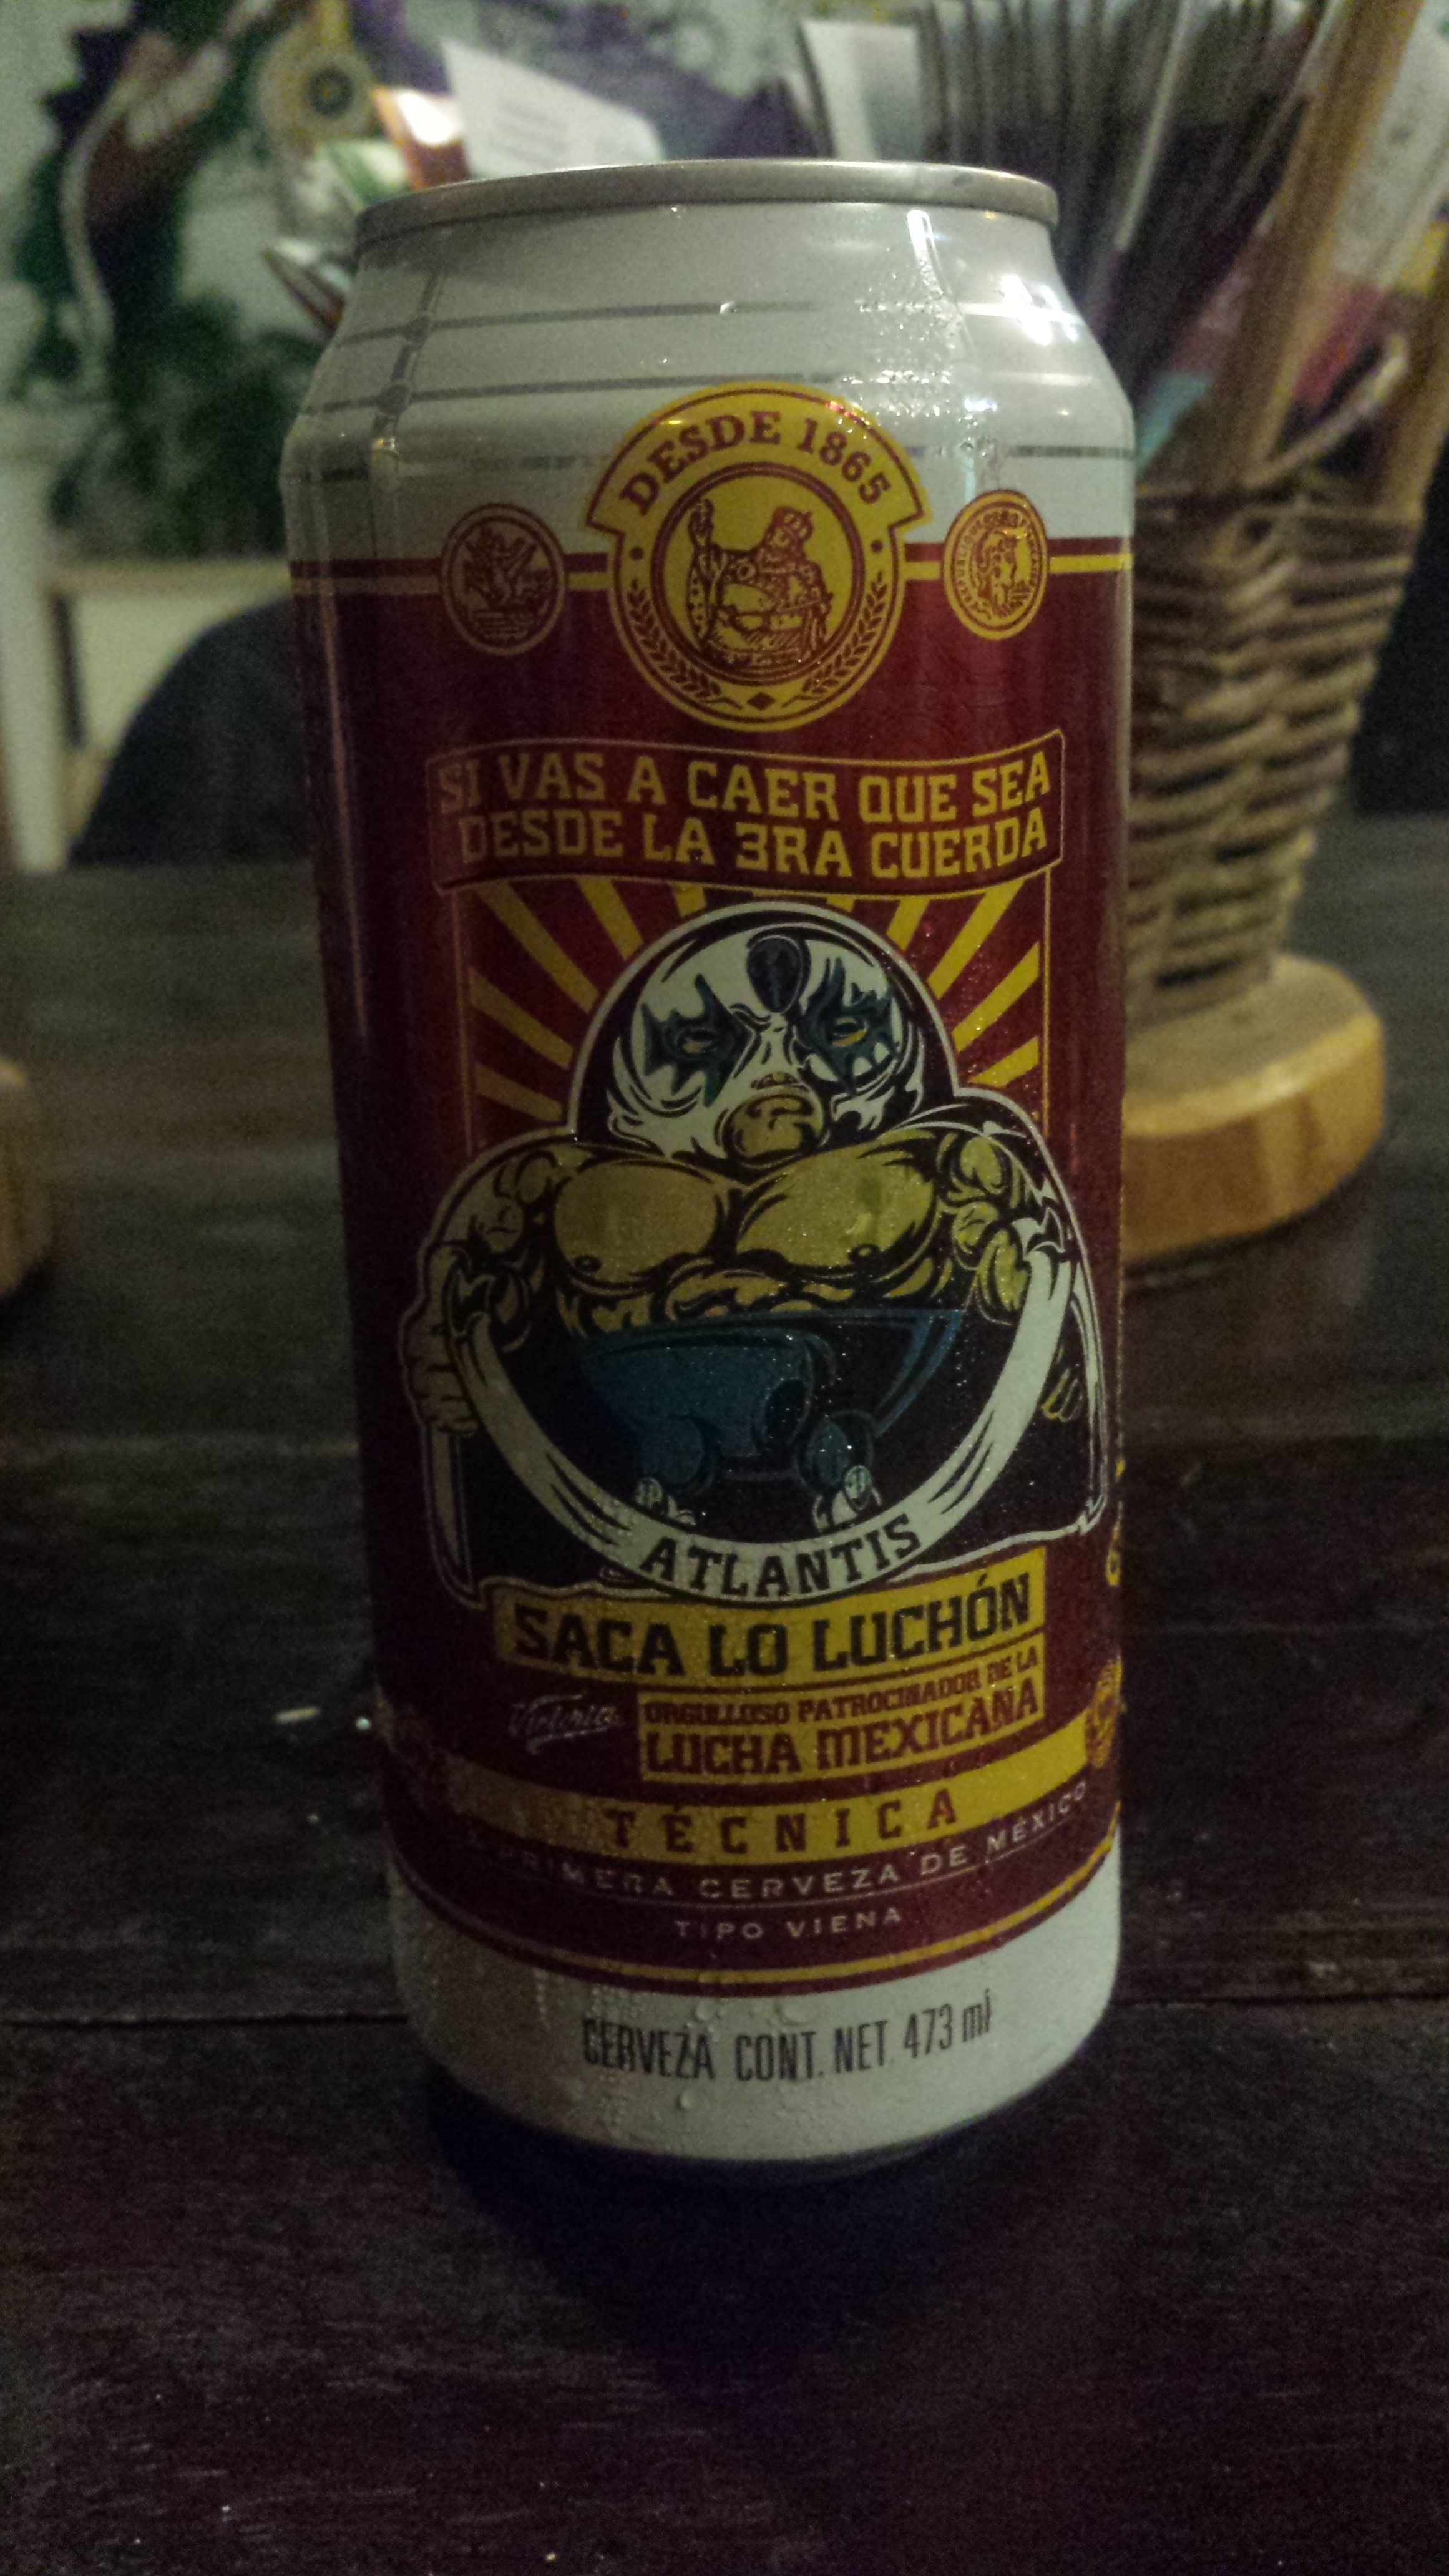 DESDE 1865
SI VAS A CAER QUE SEA
DESDE LA 3RA CUERDA
ATLANTIS
SACA LO LUCHÓN
Victoria
ORGULLOSO PATROCINADOR DE LA
LUCHA MEXICANA
TÉCNICA
PRIMERA CERVEZA DE MÉXICO
TIPO VIENA
CERVEZA CONT. NET. 473 ml